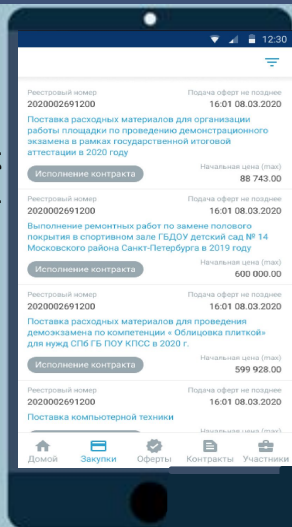 12:30
Реестровый номер Подача оферт не позднее
2020002691200 16:01 08.03.2020
Поставка расходных материалов для организации
работы площадки по проведению демонстрационного
экзамена в рамках государственной итоговой
аттестации в 2020 году
Начальная цена (max)
Исполнение контракта
88 743.00
Реестровый номер Подача оферт не позднее
2020002691200 16:01 08.03.2020
Выполнение ремонтных работ по замене полового
покрытия в спортивном зале ГБДОУ детский сад № 14
Московского района Санкт-Петербурга в 2019 году
Начальная цена (max)
Исполнение контракта
600 000.00
Реестровый номер Подача оферт не позднее
2020002691200 16:01 08.03.2020
Поставка расходных материалов для проведения
демоэкзамена по компетенции « Облицовка плиткой»
для нужд СПб ГБ ПОУ КПСС в 2020 г.
Начальная цена (max)
Исполнение контракта
599 928.00
Реестровый номер Подача оферт не позднее
2020002691200 16:01 08.03.2020
Поставка компьютерной техники
Начальная цена (max)
Домой Закупки Оферты Контракты Участники